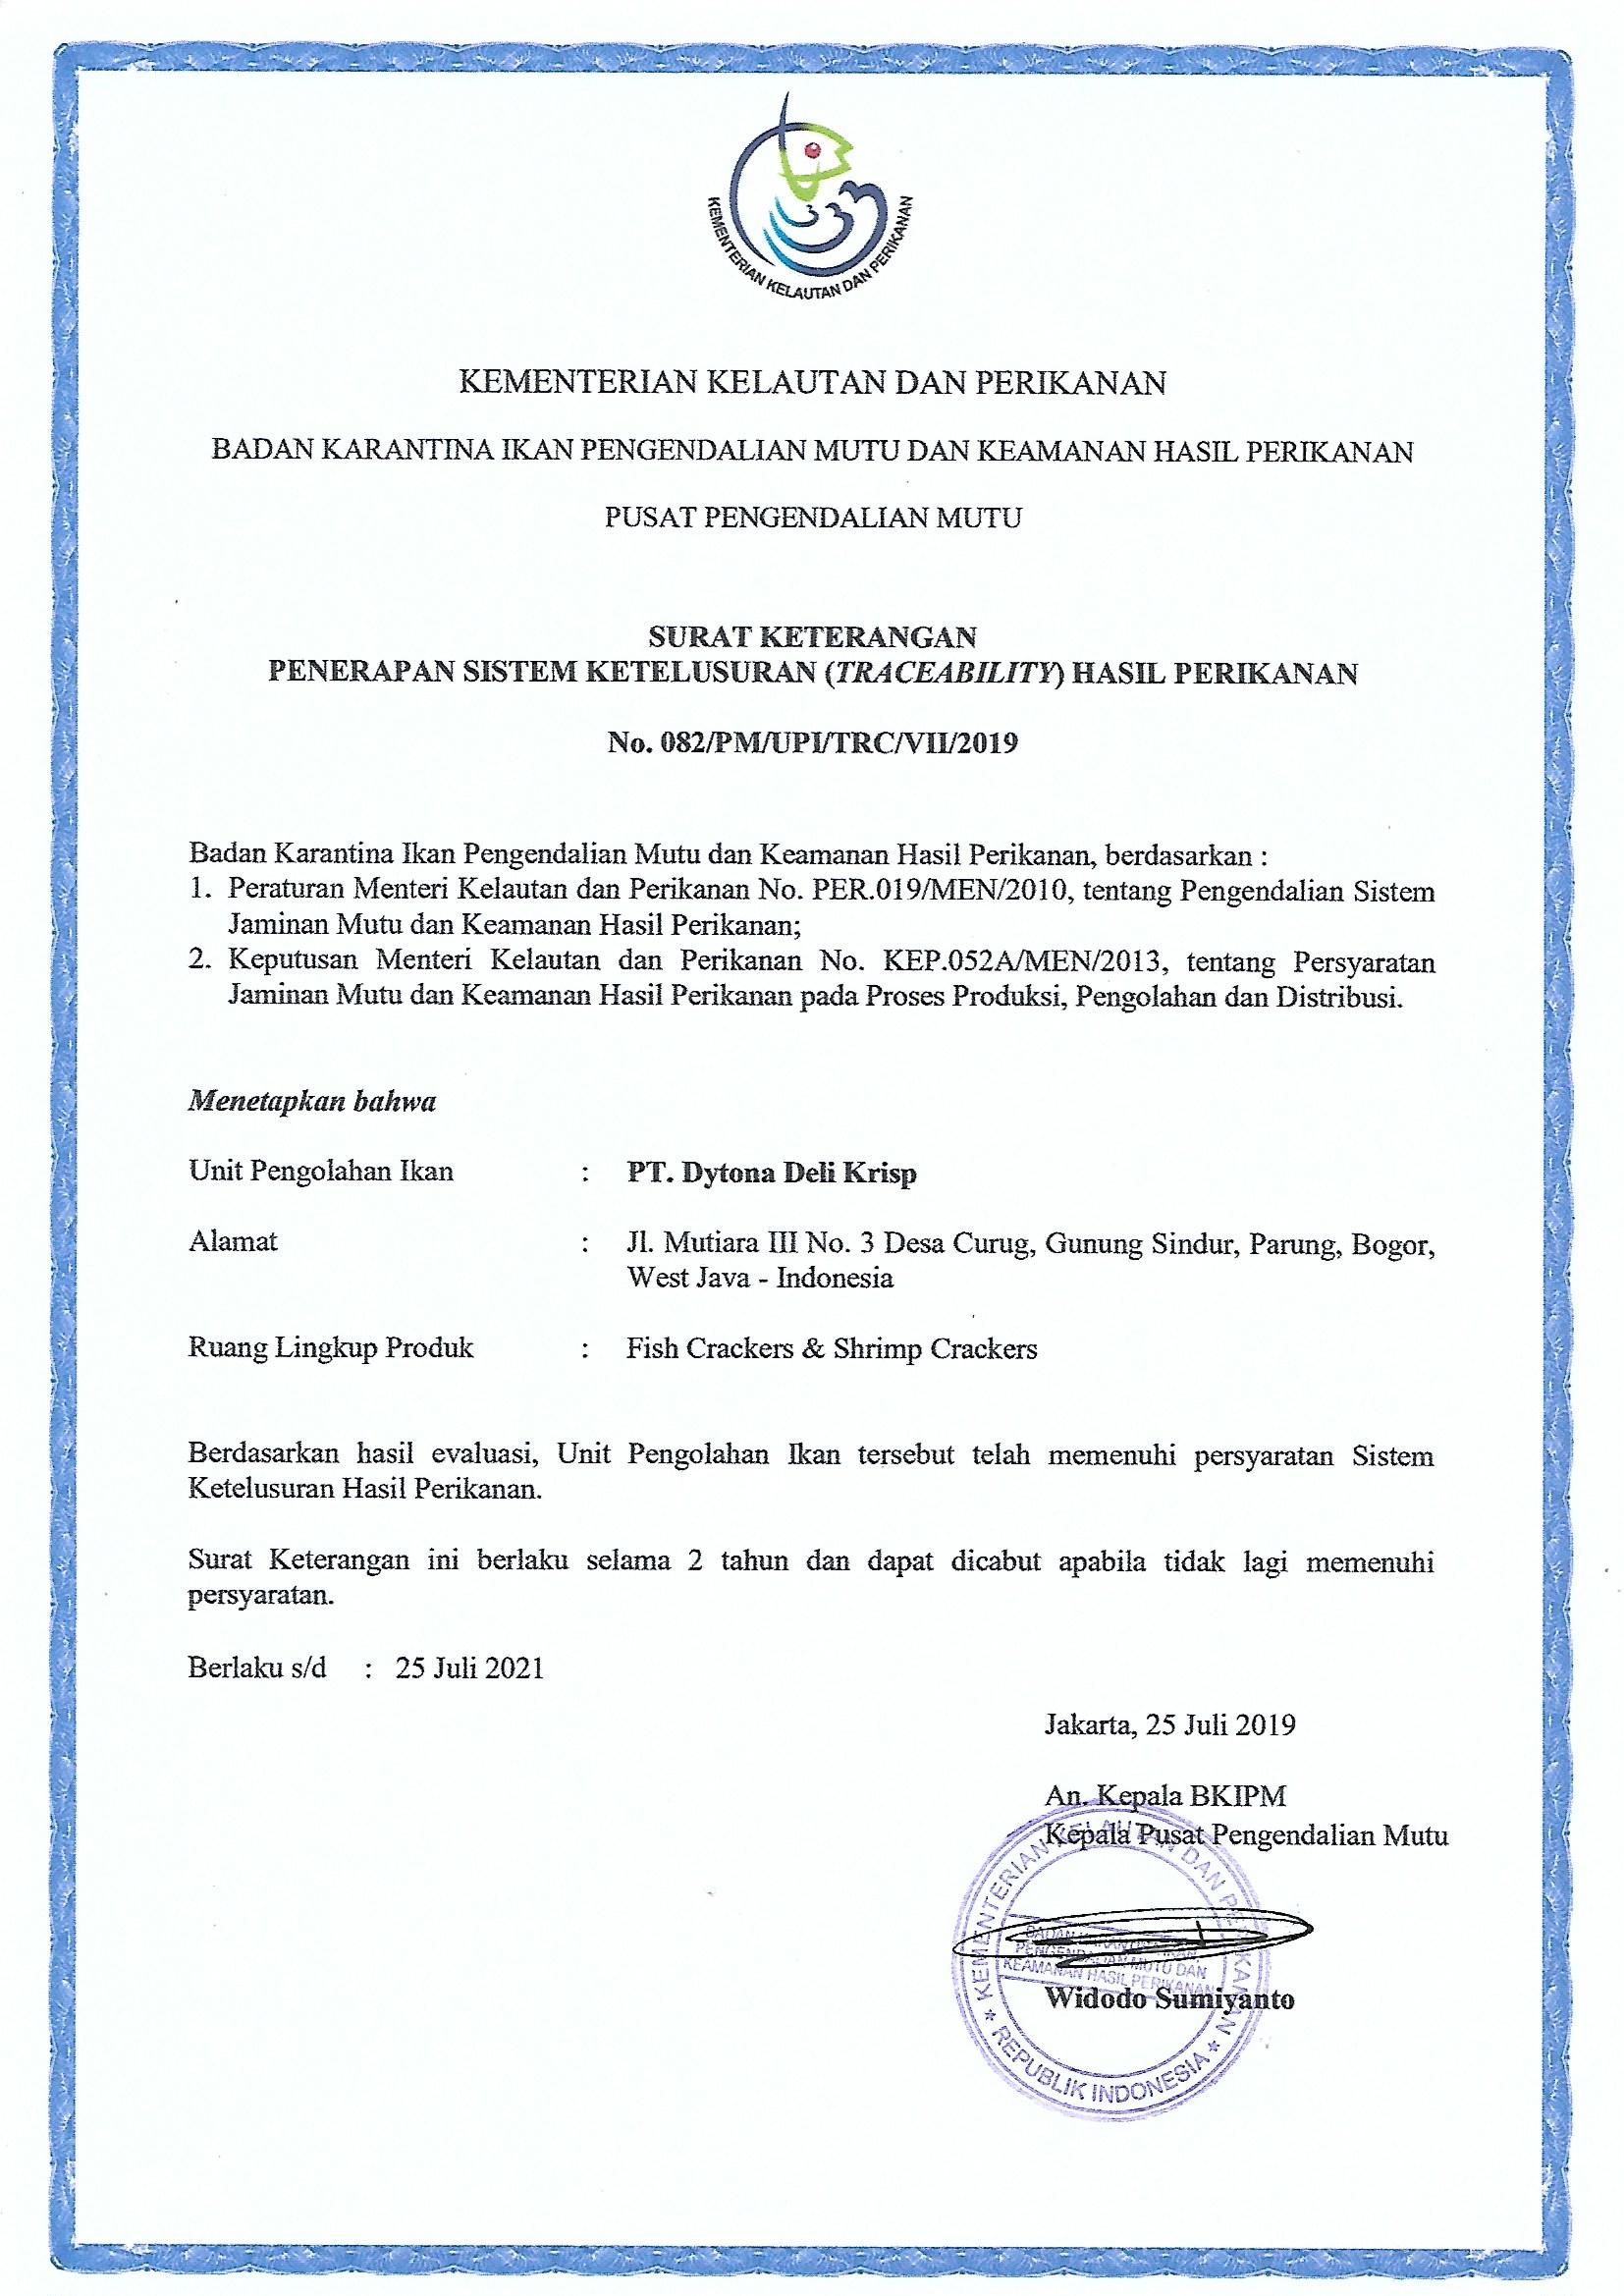 KEMENTERIAN KELAUTAN DAN PERIKANAN
KEMENTERIAN KELAUTAN DAN PERIKANAN
BADAN KARANTINA IKAN PENGENDALIAN MUTU DAN KEAMANAN HASIL PERIKANAN
PUSAT PENGENDALIAN MUTU
SURAT KETERANGAN
PENERAPAN SISTEM KETELUSURAN (TRACEABILITY) HASIL PERIKANAN
No. 082/PM/UPI/TRC/VII/2019
Badan Karantina Ikan Pengendalian Mutu dan Keamanan Hasil Perikanan, berdasarkan :
1. Peraturan Menteri Kelautan dan Perikanan No. PER.019/MEN/2010, tentang Pengendalian Sistem
Jaminan Mutu dan Keamanan Hasil Perikanan;
2. Keputusan Menteri Kelautan dan Perikanan No. KEP.052A/MEN/2013, tentang Persyaratan
Jaminan Mutu dan Keamanan Hasil Perikanan pada Proses Produksi, Pengolahan dan Distribusi.
Menetapkan bahwa
Unit Pengolahan Ikan : PT. Dytona Deli Krisp
Alamat : Jl. Mutiara III No. 3 Desa Curug, Gunung Sindur, Parung, Bogor,
West Java - Indonesia
Ruang Lingkup Produk : Fish Crackers & Shrimp Crackers
Berdasarkan hasil evaluasi, Unit Pengolahan Ikan tersebut telah memenuhi persyaratan Sistem
Ketelusuran Hasil Perikanan.
Surat Keterangan ini berlaku selama 2 tahun dan dapat dicabut apabila tidak lagi memenuhi
persyaratan.
Berlaku s/d : 25 Juli 2021
Jakarta, 25 Juli 2019
An. Kepala BKIPM
Kepala Pusat Pengendalian Mutu
KEMENTERIAN KELAUTAN DAN PERIKANAN
BADAN KARANTINA IKAN
PENGENDALIAN MUTU DAN
KEAMANAN HASIL PERIKANAN
Widodo Sumiyanto
* REPUBLIK INDONESIA *